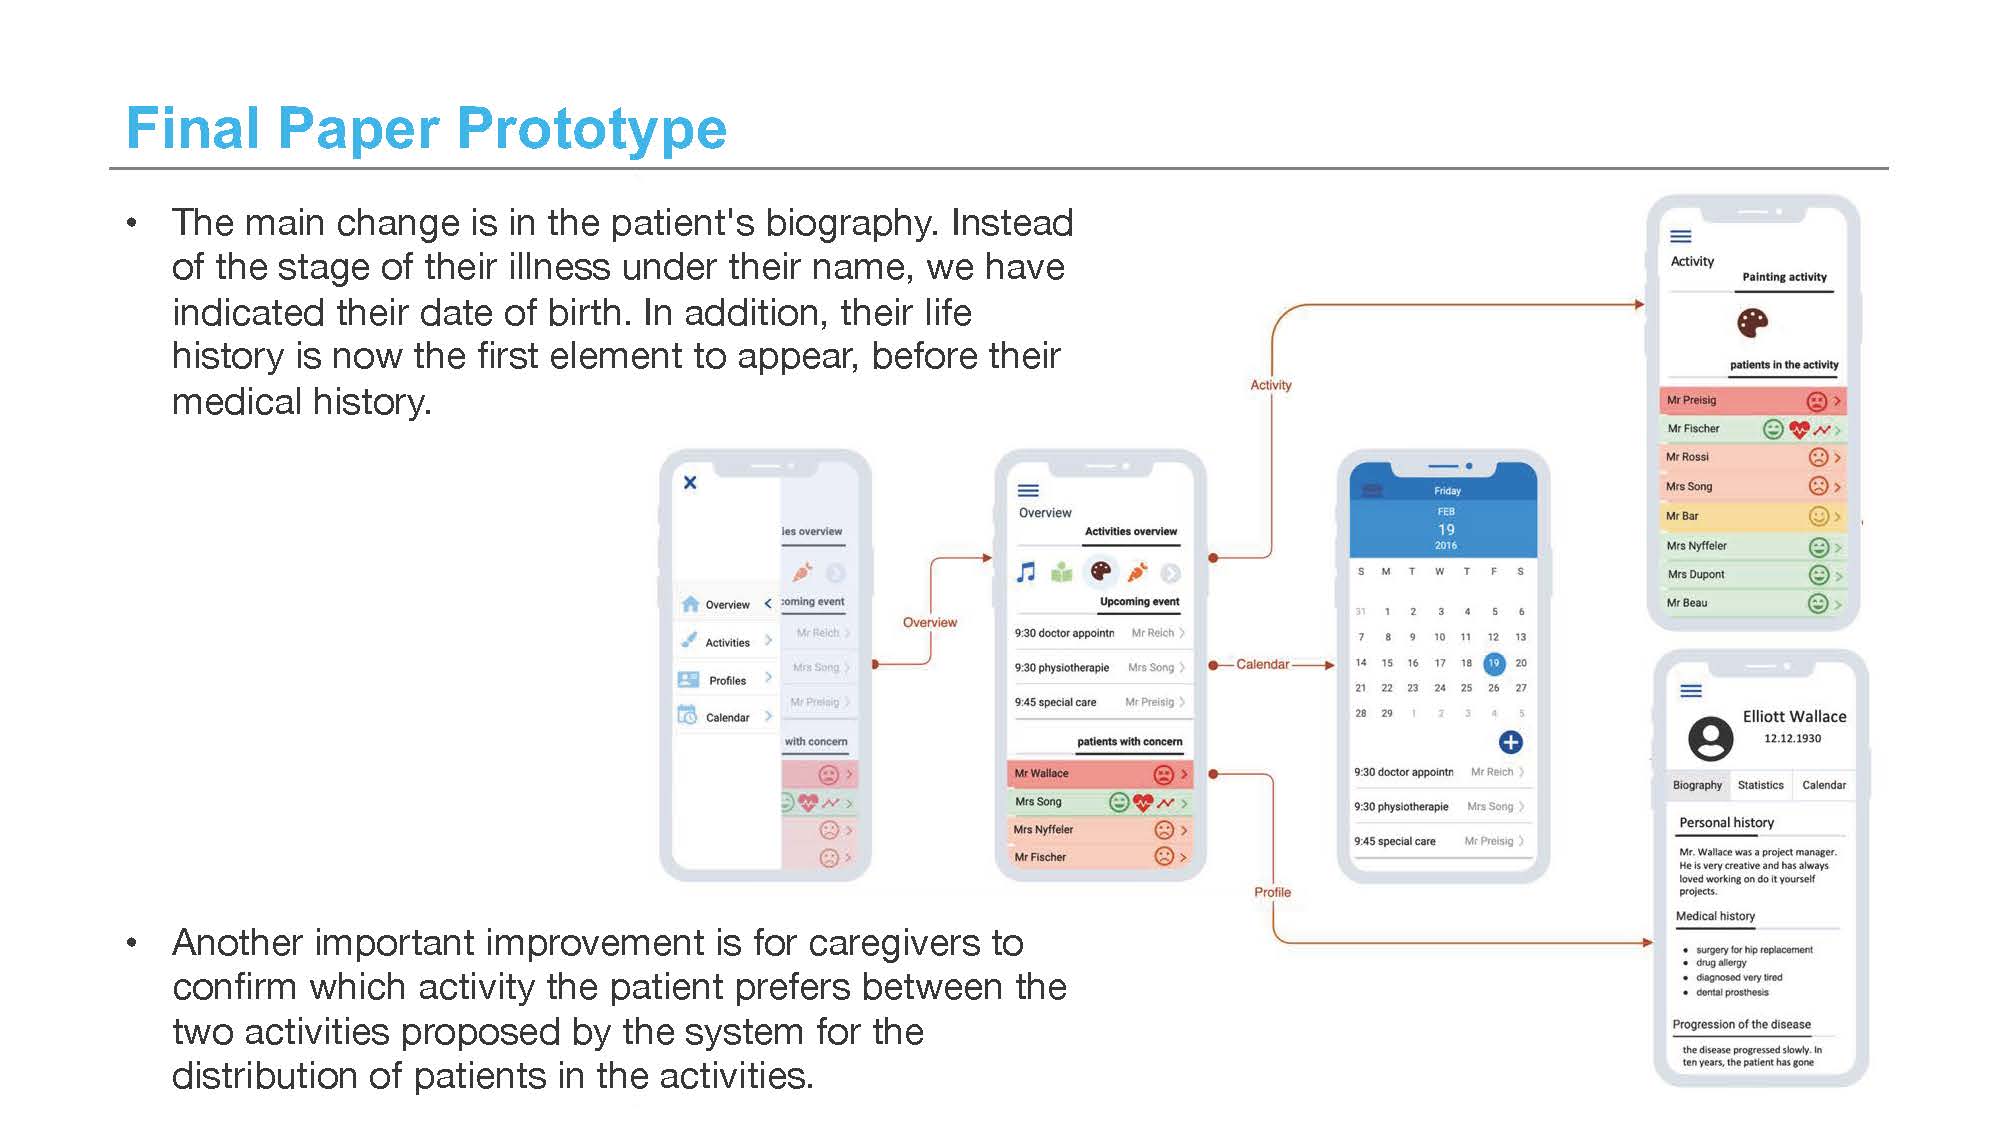 Final Paper Prototype
• The main change is in the patient's biography. Instead
of the stage of their illness under their name, we have
indicated their date of birth. In addition, their life
history is now the first element to appear, before their
medical history.
ies overview
Overview
coming event
Mr Reich
Activities
Mrs Song
Profiles
Mr Preisig
Calendar
with concern
Overview
Overview
Activities overview
Upcoming event
9:30 doctor appointn Mr Reich
9:30 physiotherapie Mrs Song
9:45 special care Mr Preisig
patients with concern
Mr Wallace
Mrs Song
Mrs Nyffeler
Mr Fischer
Activity
Calendar
Profile
Friday
FEB
19
2016
S M T W T F S
31 1 2 3 4 5 6
7 8 9 10 11 12 13
14 15 16 17 18 19 20
21 22 23 24 25 26 27
28 29 1 2 3 4 5
9:30 doctor appointr Mr Reich
9:30 physiotherapie Mrs Song
9:45 special care Mr Preisig
Activity
Painting activity
patients in the activity
Mr Preisig
Mr Fischer
Mr Rossi
Mrs Song
Mr Bar
Mrs Nyffeler
Mrs Dupont
Mr Beau
Elliott Wallace
12.12.1930
Biography Statistics Calendar
Personal history
Mr. Wallace was a project manager.
He is very creative and has always
loved working on do it yourself
projects.
Medical history
• surgery for hip replacement
• drug allergy
• diagnosed very tired
• dental prosthesis
Progression of the disease
the disease progressed slowly. In
ten years, the patient has gone
• Another important improvement is for caregivers to
confirm which activity the patient prefers between the
two activities proposed by the system for the
distribution of patients in the activities.